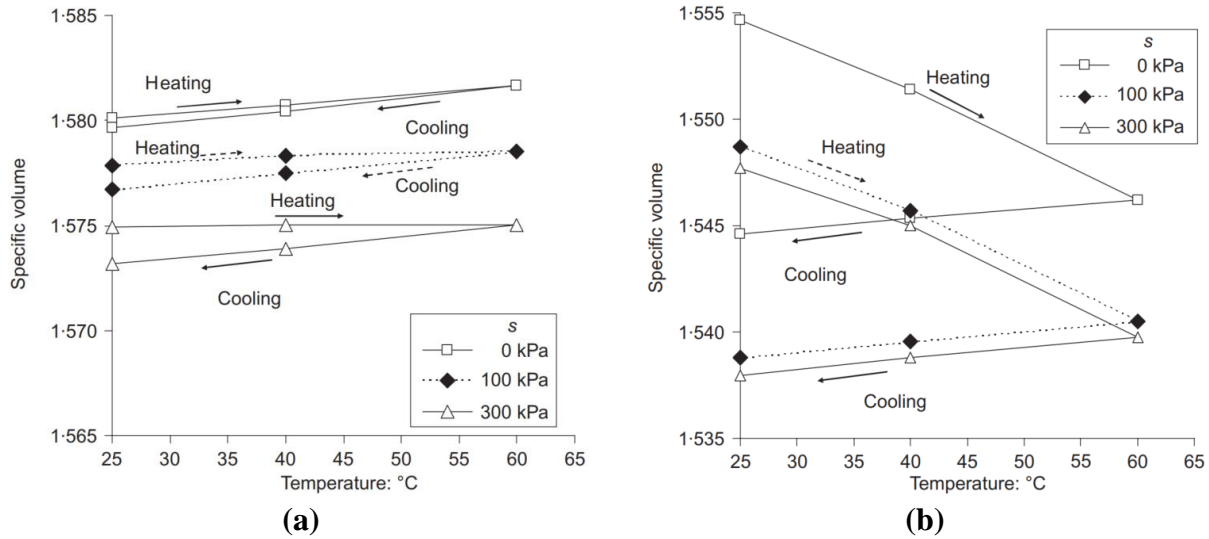 1·585
1·580
1·575
1·570
1·565
Specific volume
Heating
Cooling
Heating
Cooling
Heating
Cooling
s
0 kPa
100 kPa
300 kPa
25 30 35 40 45 50 55 60 65
Temperature: °C
(a)
1·555
1·550
1·545
1·540
1·535
Specific volume
s
0 kPa
100 kPa
300 kPa
Heating
Heating
Cooling
Cooling
25 30 35 40 45 50 55 60 65
Temperature: °C
(b)